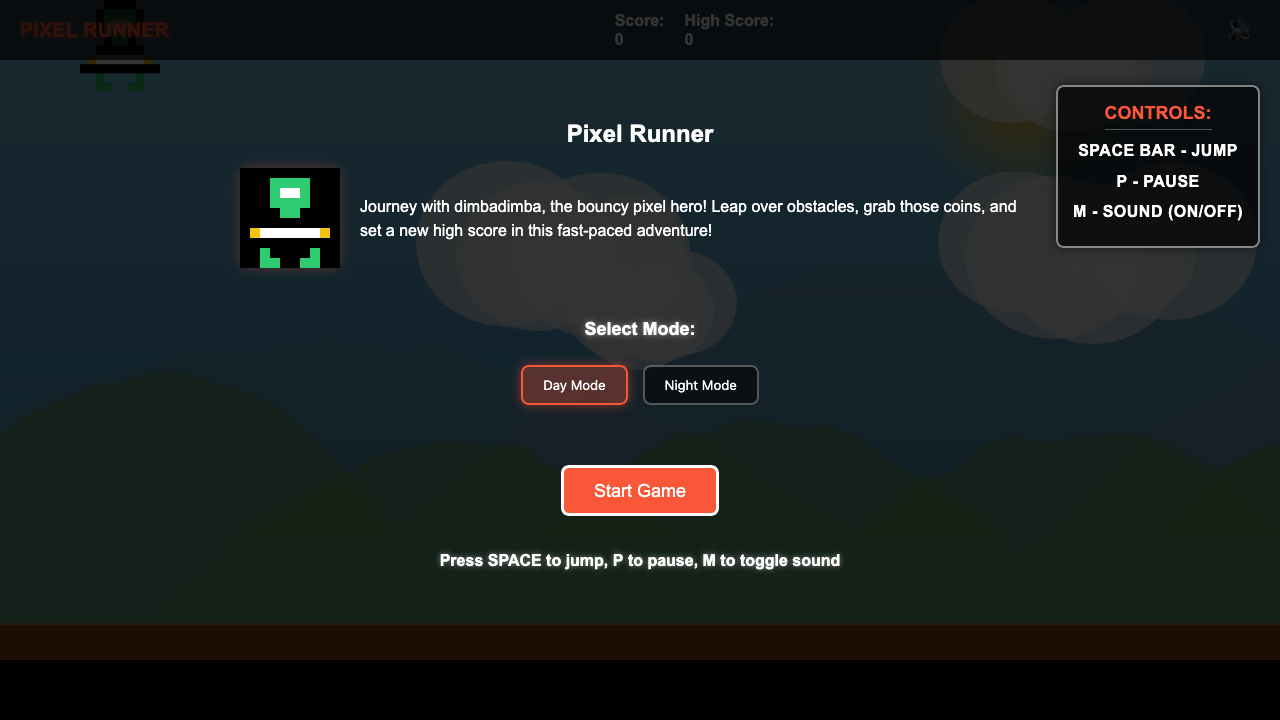 PIXEL RUNNER
Score:
0
High Score:
0
CONTROLS:
SPACE BAR - JUMP
P - PAUSE
M - SOUND (ON/OFF)
Pixel Runner
Journey with dimbadimba, the bouncy pixel hero! Leap over obstacles, grab those coins, and
set a new high score in this fast-paced adventure!
Select Mode:
Day Mode
Night Mode
Start Game
Press SPACE to jump, P to pause, M to toggle sound